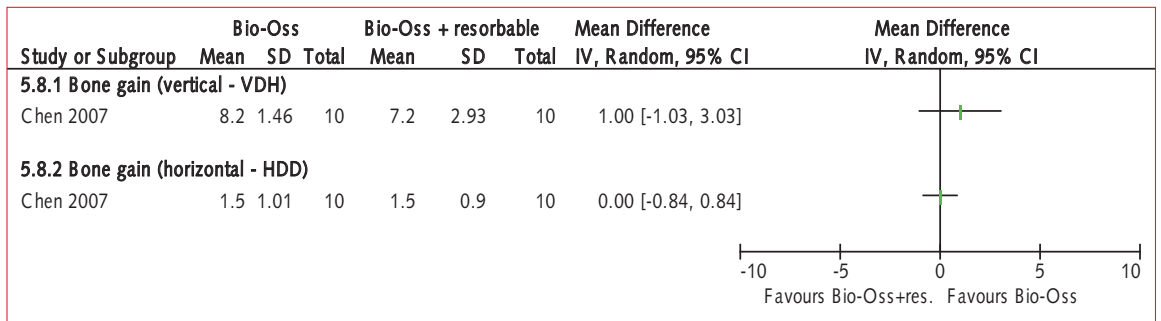 Bio-Oss Bio-Oss + resorbable Mean Difference Mean Difference
Study or Subgroup Mean SD Total Mean SD Total IV, Random, 95% CI IV, Random, 95% CI
5.8.1 Bone gain (vertical - VDH)
Chen 2007 8.2 1.46 10 7.2 2.93 10 1.00 [-1.03, 3.03]
5.8.2 Bone gain (horizontal - HDD)
Chen 2007 1.5 1.01 10 1.5 0.9 10 0.00 [-0.84, 0.84]
-10 -5 0 5 10
Favours Bio-Oss+res. Favours Bio-Oss